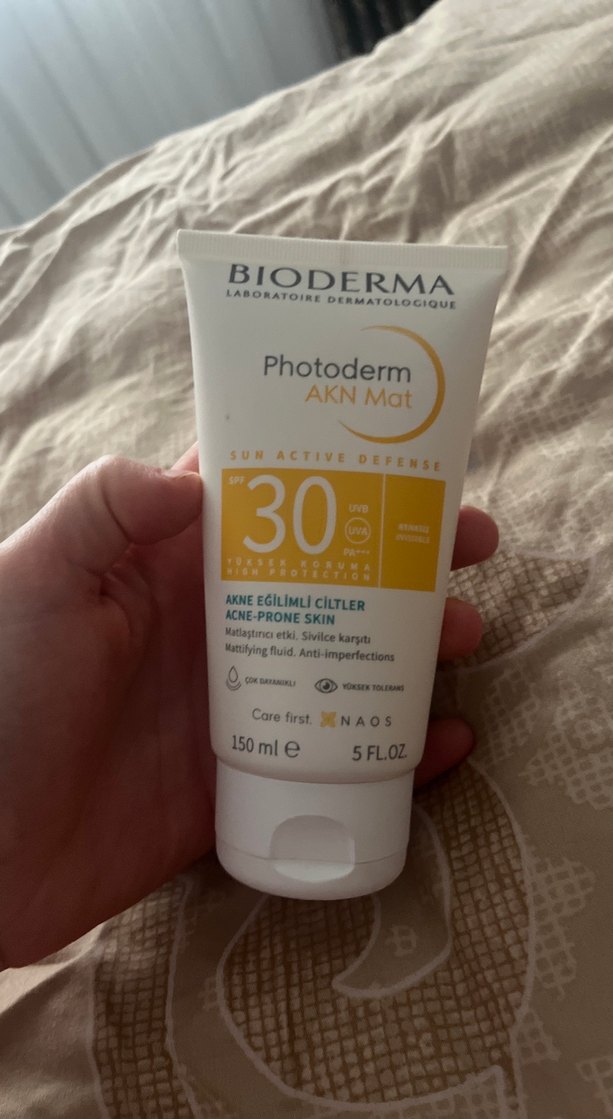 BIODERMA
LABORATOIRE DERMATOLOGIQUE
Photoderm
AKN Mat
SUN ACTIVE DEFENSE
SPF
30
UVB
UVA
PA+++
YÜKSEK KORUMA
HIGH PROTECTION
INVISIBLE
AKNE EĞİLİMLİ CİLTLER
ACNE-PRONE SKIN
Matlaştırıcı etki. Sivilce karşıtı
Mattifying fluid. Anti-imperfections
ÇOK DAYANIKLI
YÜKSEK TOLERANS
Care first. NAOS
150 ml e 5 FL.OZ.